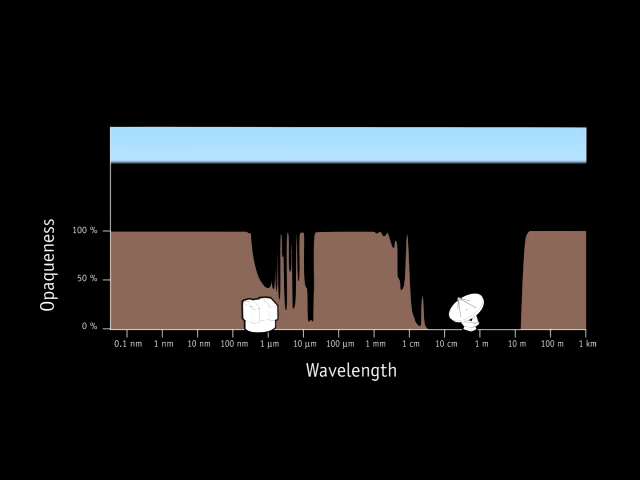 Opaqueness
100 %
50 %
0 %
0.1 nm 1 nm 10 nm 100 nm 1 µm 10 µm 100 µm 1 mm 1 cm 10 cm 1 m 10 m 100 m 1 km
Wavelength